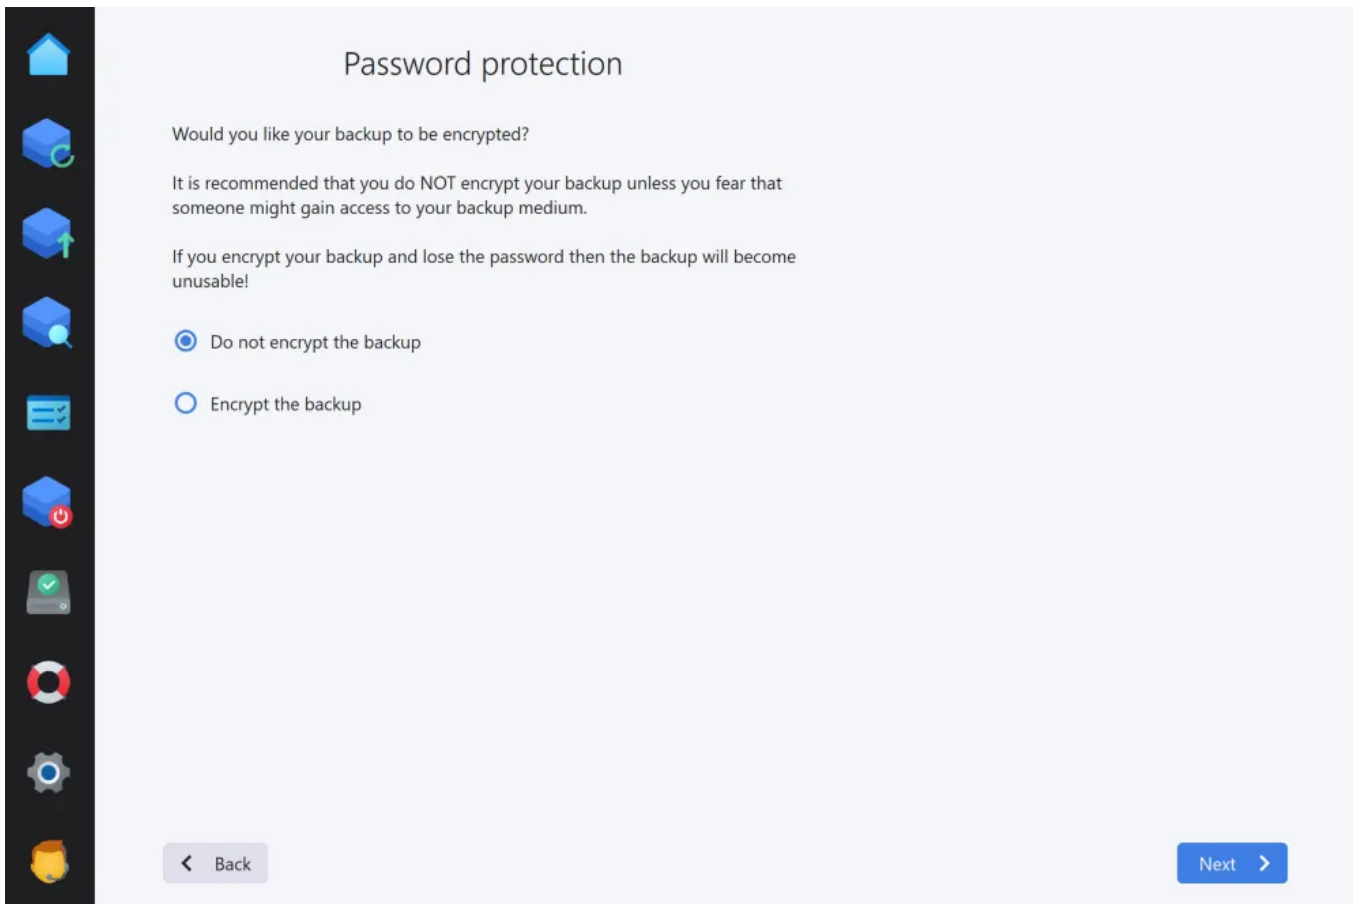 Password protection
Would you like your backup to be encrypted?
It is recommended that you do NOT encrypt your backup unless you fear that
someone might gain access to your backup medium.
If you encrypt your backup and lose the password then the backup will become
unusable!
Do not encrypt the backup
Encrypt the backup
Back
Next